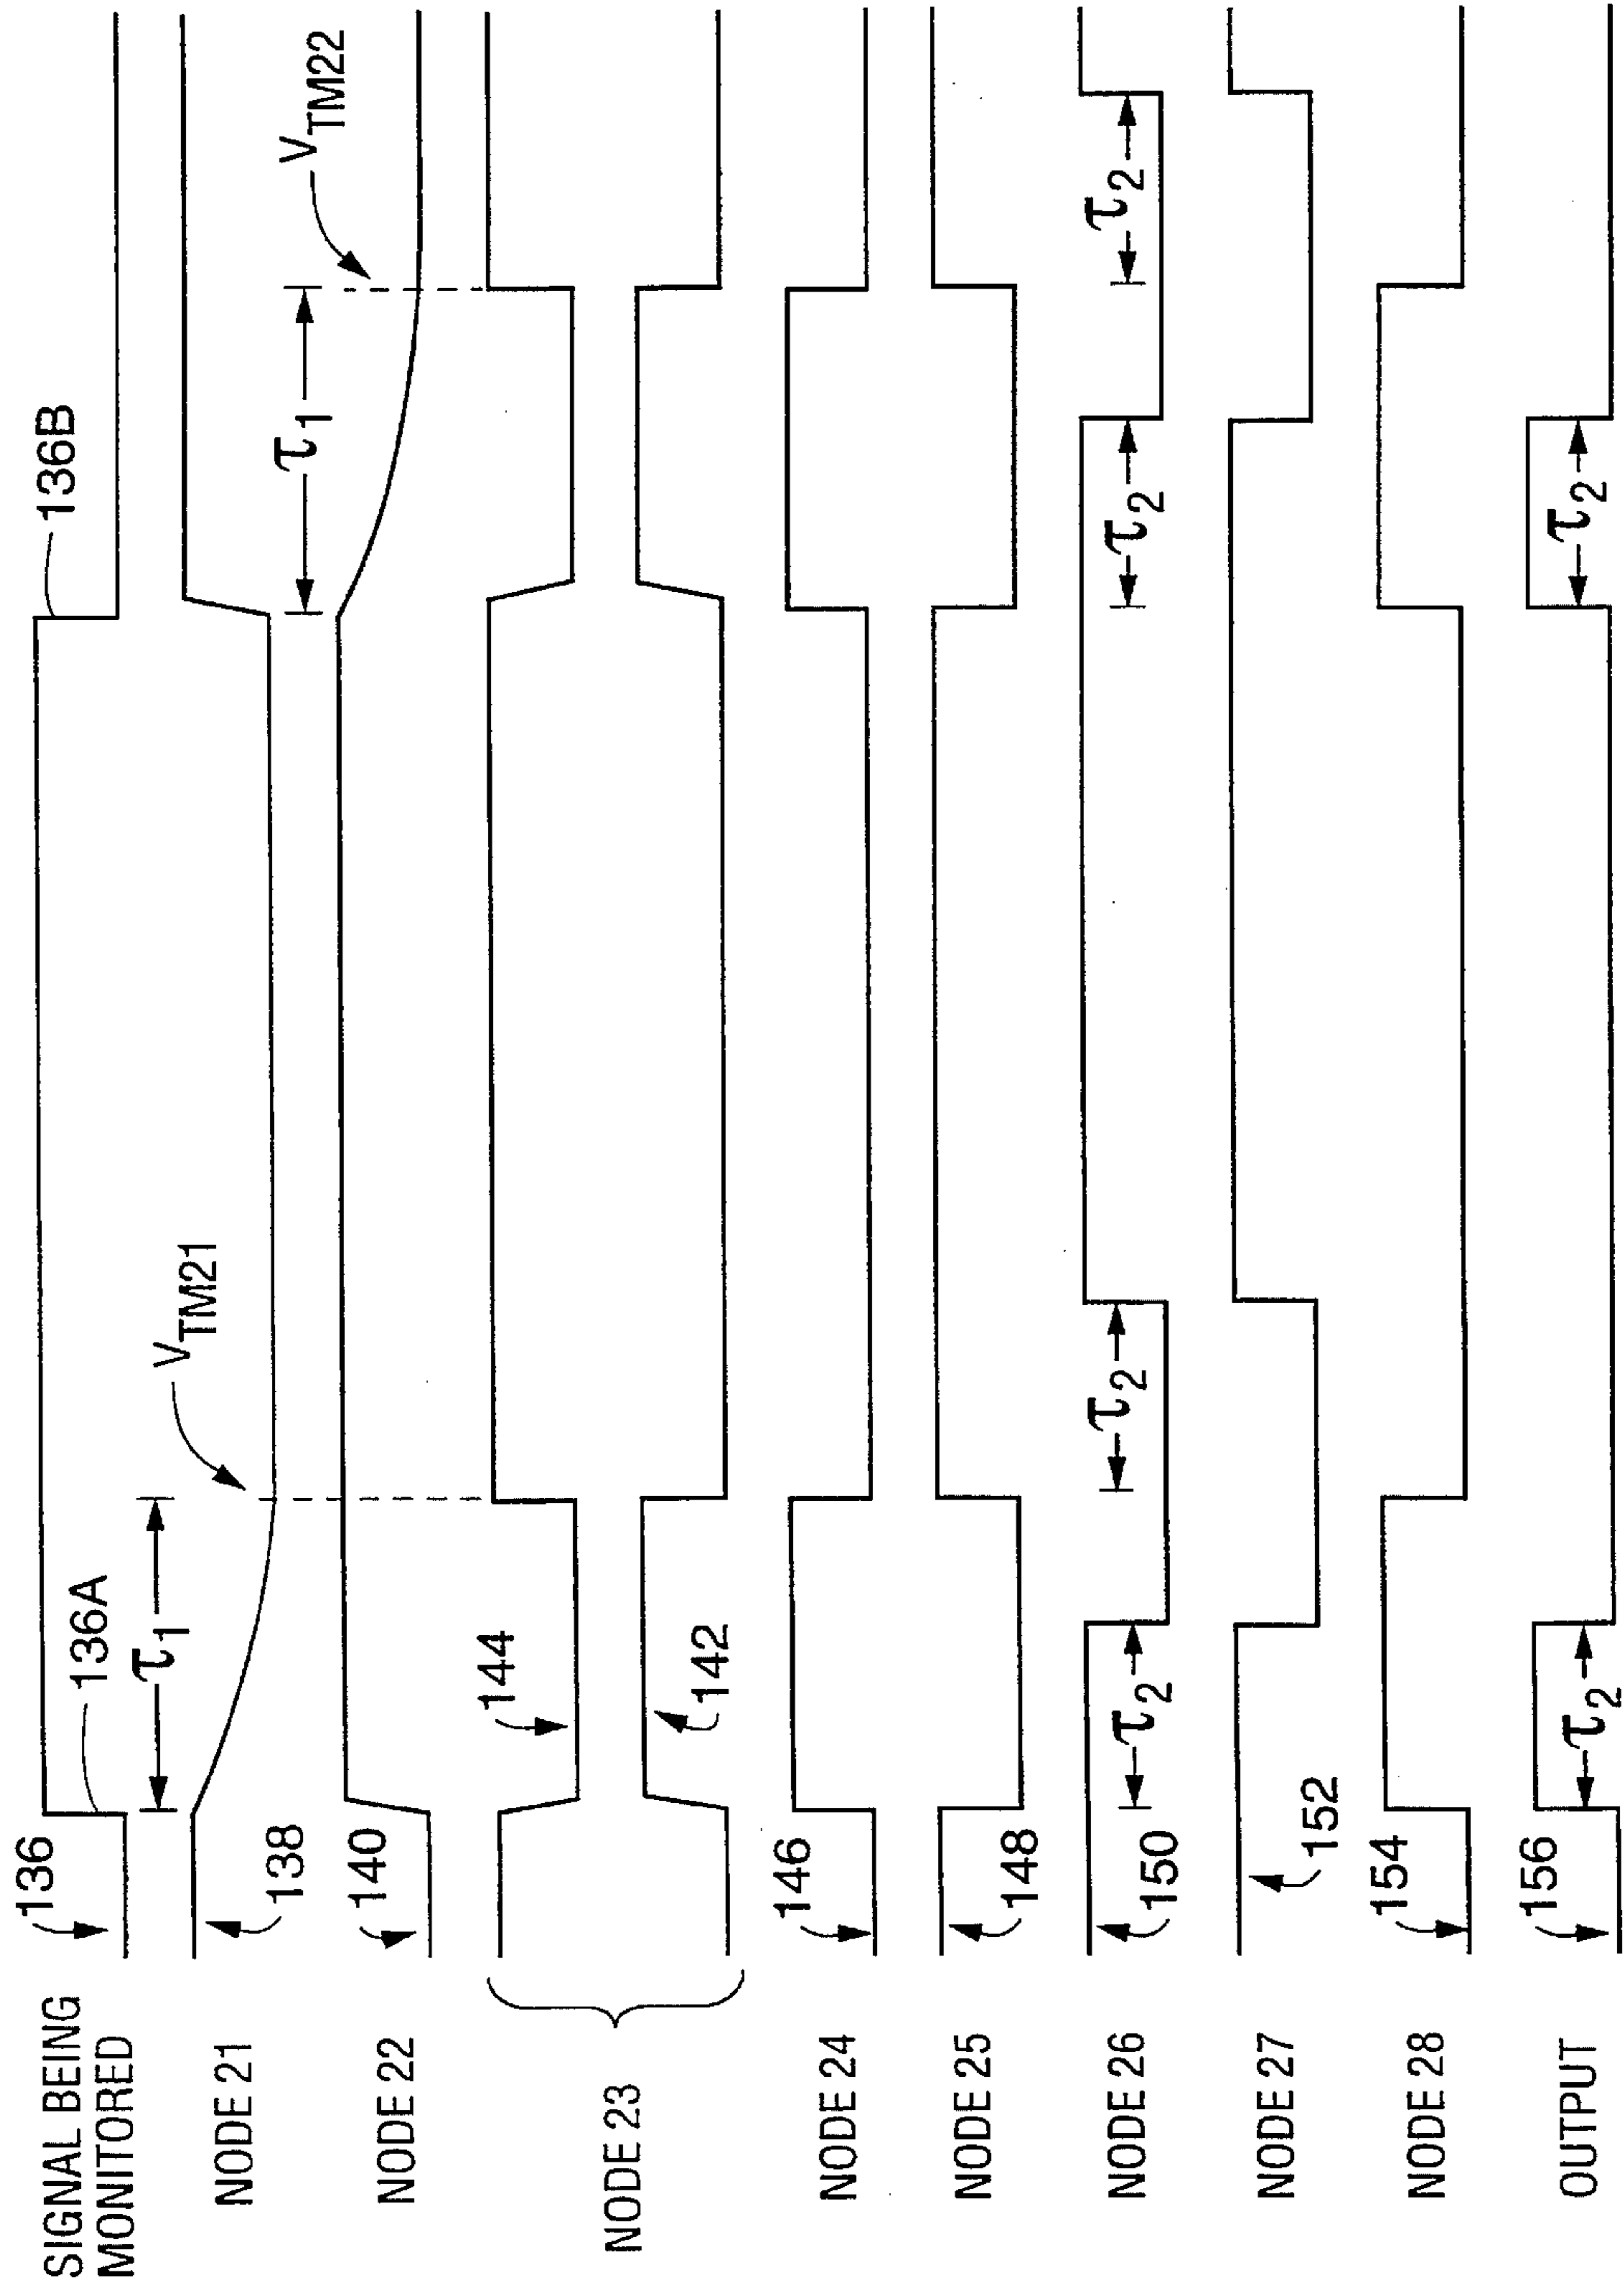 SIGNAL BEING
MONITORED
136
136A
136B
τ1
τ1
NODE 21
138
VTM21
NODE 22
140
VTM22
NODE 23
144
142
NODE 24
146
NODE 25
148
NODE 26
150
τ2
τ2
τ2
τ2
NODE 27
152
NODE 28
154
OUTPUT
156
τ2
τ2